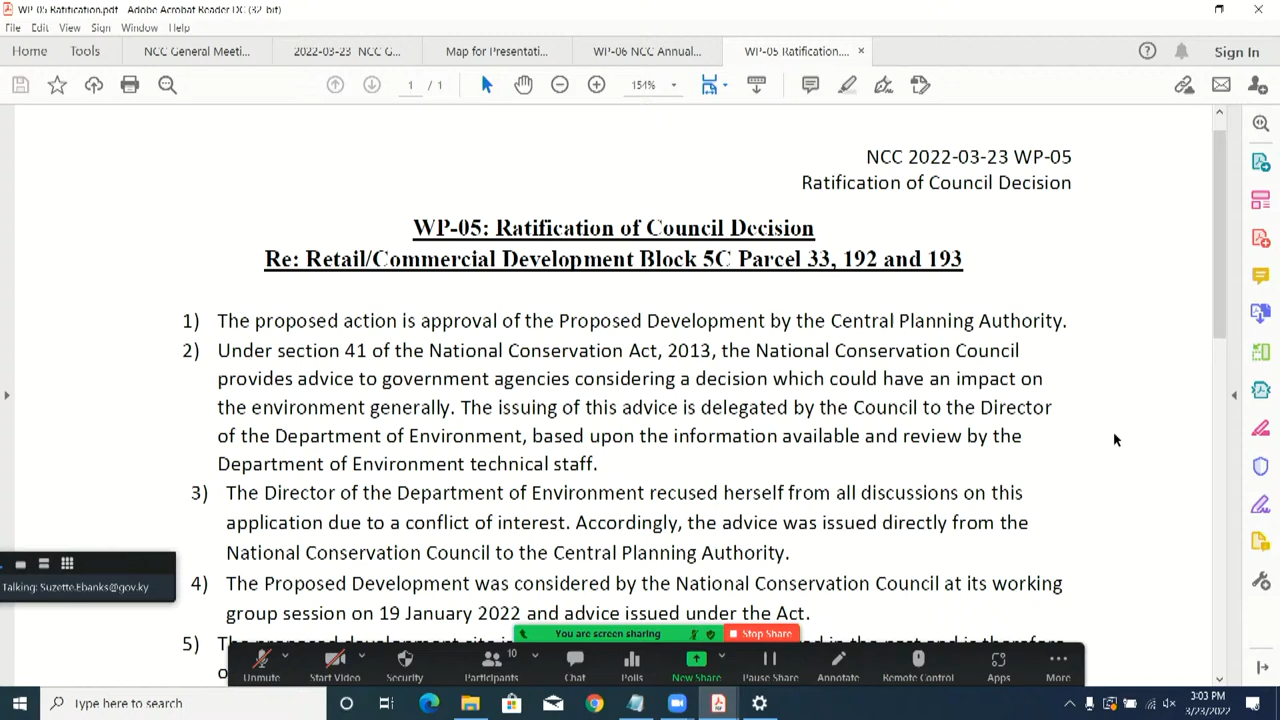 WP-05 Ratification.pdf - Adobe Acrobat Reader DC (32-bit)
File Edit View Sign Window Help
Home Tools NCC General Meeti... 2022-03-23 NCC G... Map for Presentati... WP-06 NCC Annual... WP-05 Ratification.... ×
Sign In
1 / 1 154%
NCC 2022-03-23 WP-05
Ratification of Council Decision
WP-05: Ratification of Council Decision
Re: Retail/Commercial Development Block 5C Parcel 33, 192 and 193
1) The proposed action is approval of the Proposed Development by the Central Planning Authority.
2) Under section 41 of the National Conservation Act, 2013, the National Conservation Council
provides advice to government agencies considering a decision which could have an impact on
the environment generally. The issuing of this advice is delegated by the Council to the Director
of the Department of Environment, based upon the information available and review by the
Department of Environment technical staff.
3) The Director of the Department of Environment recused herself from all discussions on this
application due to a conflict of interest. Accordingly, the advice was issued directly from the
National Conservation Council to the Central Planning Authority.
Talking: Suzette.Ebanks@gov.ky
4) The Proposed Development was considered by the National Conservation Council at its working
group session on 19 January 2022 and advice issued under the Act.
5)
You are screen sharing Stop Share
10
Unmute Start Video Security Participants Chat Polls New Share Pause Share Annotate Remote Control Apps More
Type here to search
3:03 PM
3/23/2022